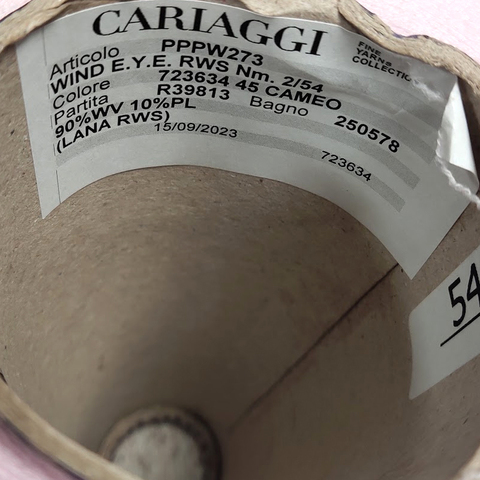 CARIAGGI
FINE
YARNS
COLLECTIO
Articolo PPPW273
WIND E.Y.E. RWS Nm. 2/54
Colore 723634 45 CAMEO
Partita R39813 Bagno 250578
90%WV 10%PL
(LANA RWS)
15/09/2023 723634
54